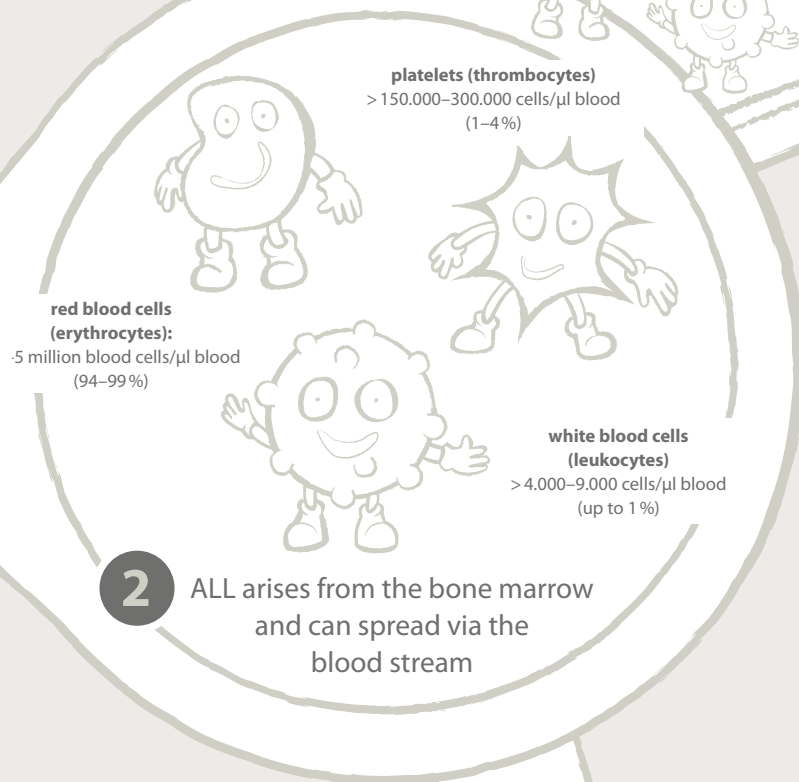 platelets (thrombocytes)
> 150.000–300.000 cells/µl blood
(1–4 %)
red blood cells
(erythrocytes):
-5 million blood cells/µl blood
(94–99 %)
white blood cells
(leukocytes)
> 4.000–9.000 cells/µl blood
(up to 1 %)
2
ALL arises from the bone marrow
and can spread via the
blood stream